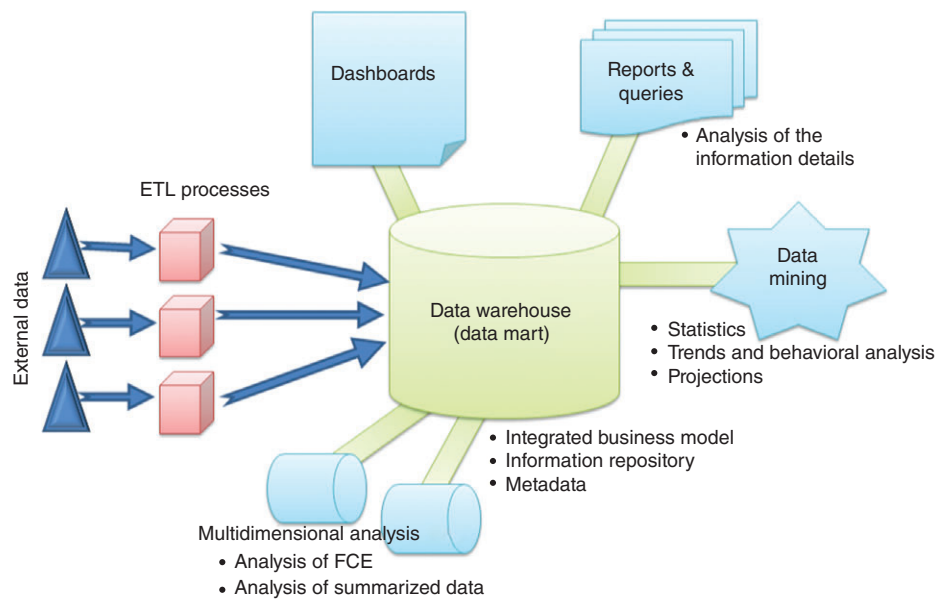 Dashboards
Reports &
queries
• Analysis of the
information details
ETL processes
External data
Data warehouse
(data mart)
Data
mining
• Statistics
• Trends and behavioral analysis
• Projections
• Integrated business model
• Information repository
• Metadata
Multidimensional analysis
• Analysis of FCE
• Analysis of summarized data